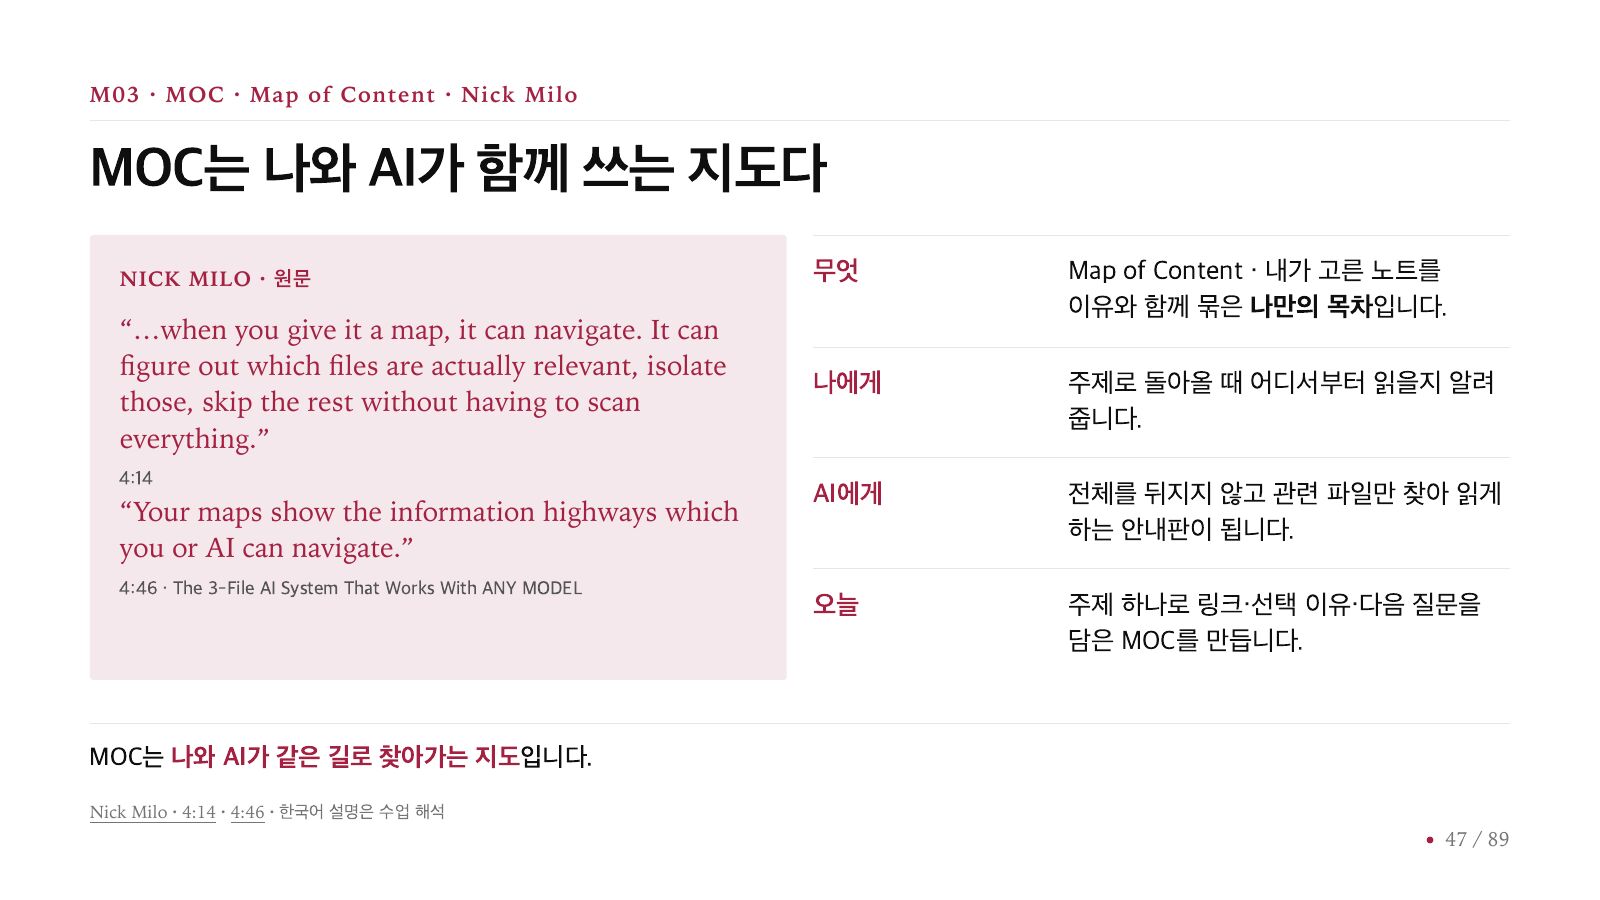 M03 · MOC · Map of Content · Nick Milo
MOC는 나와 AI가 함께 쓰는 지도다
NICK MILO · 원문
“…when you give it a map, it can navigate. It can
figure out which files are actually relevant, isolate
those, skip the rest without having to scan
everything.”
4:14
“Your maps show the information highways which
you or AI can navigate.”
4:46 · The 3-File AI System That Works With ANY MODEL
무엇
Map of Content · 내가 고른 노트를
이유와 함께 묶은 나만의 목차입니다.
나에게
주제로 돌아올 때 어디서부터 읽을지 알려
줍니다.
AI에게
전체를 뒤지지 않고 관련 파일만 찾아 읽게
하는 안내판이 됩니다.
오늘
주제 하나로 링크·선택 이유·다음 질문을
담은 MOC를 만듭니다.
MOC는 나와 AI가 같은 길로 찾아가는 지도입니다.
Nick Milo · 4:14 · 4:46 · 한국어 설명은 수업 해석
47 / 89